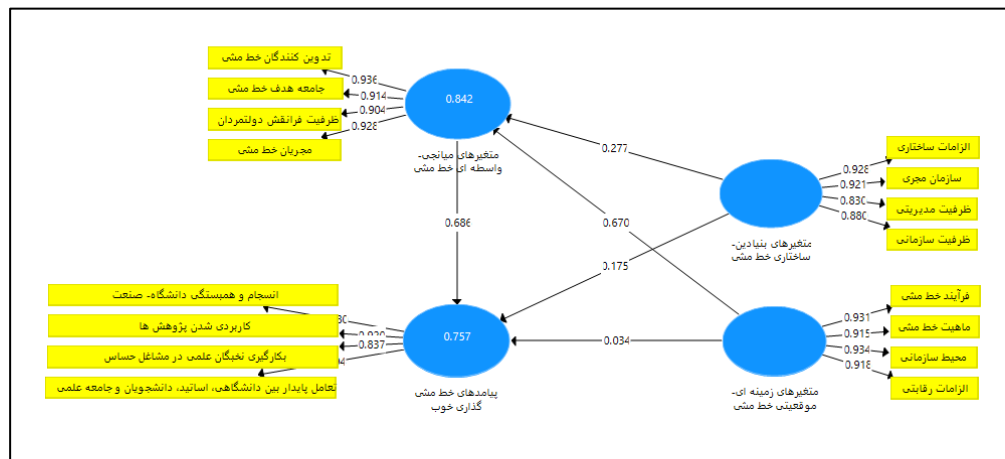 تدوین کنندگان خط مشی
جامعه هدف خط مشی
ظرفیت فرانقش دولتمردان
مجریان خط مشی
0.936
0.914
0.904
0.928
0.842
متغیرهای میانجی-
واسطه ای خط مشی
0.277
0.670
0.686
0.175
0.034
الزامات ساختاری
سازمان مجری
ظرفیت مدیریتی
ظرفیت سازمانی
0.928
0.921
0.830
0.880
متغیرهای بنیادین-
ساختاری خط مشی
انسجام و همبستگی دانشگاه- صنعت
کاربردی شدن پژوهش ها
بکارگیری نخبگان علمی در مشاغل حساس
تعامل پایدار بین دانشگاهی، اساتید، دانشجویان و جامعه علمی
0.837
0.757
پیامدهای خط مشی
گذاری خوب
فرآیند خط مشی
ماهیت خط مشی
محیط سازمانی
الزامات رقابتی
0.931
0.915
0.934
0.918
متغیرهای زمینه ای-
موقعیتی خط مشی